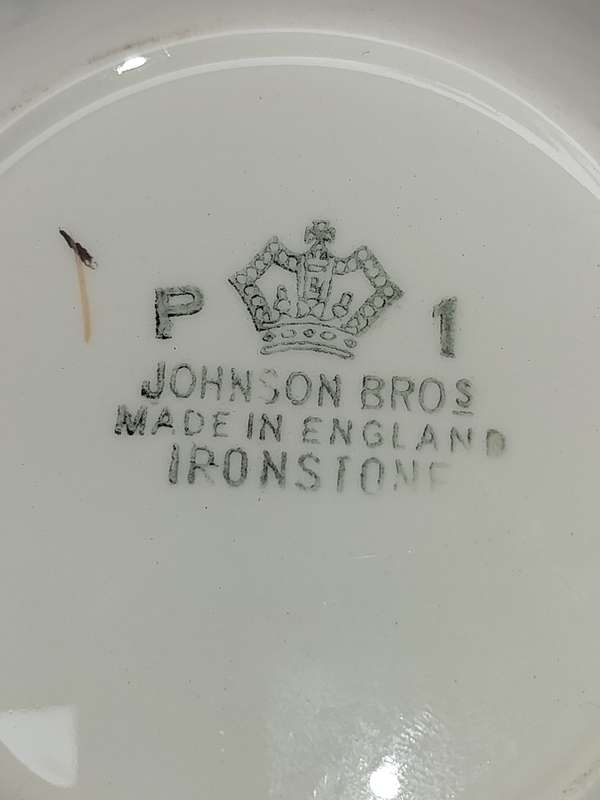 E
P 1
JOHNSON BROS
MADE IN ENGLAND
IRONSTONE